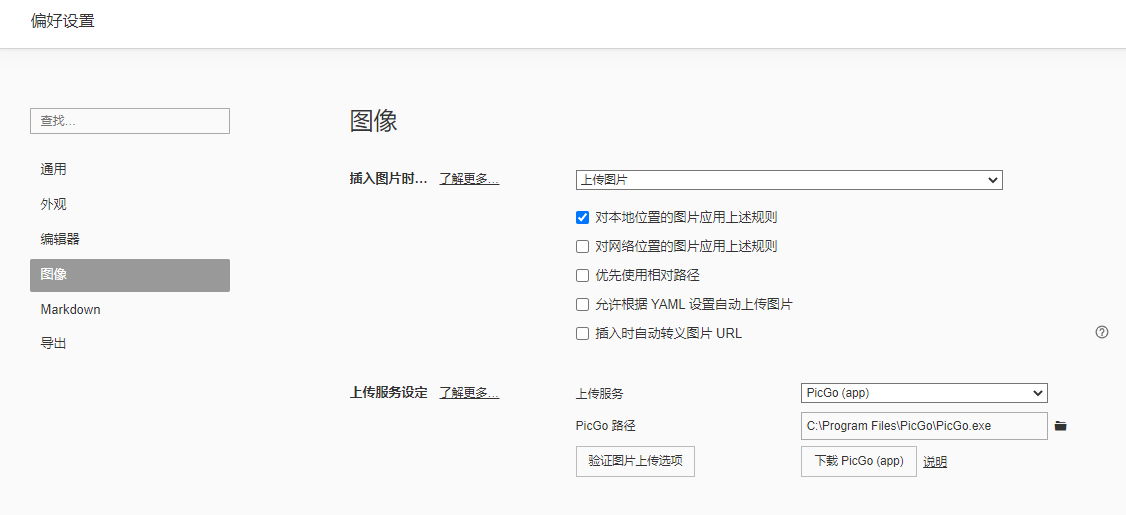 偏好设置
查找...
通用
外观
编辑器
图像
Markdown
导出
图像
插入图片时... 了解更多... 上传图片
对本地位置的图片应用上述规则
对网络位置的图片应用上述规则
优先使用相对路径
允许根据 YAML 设置自动上传图片
插入时自动转义图片 URL
上传服务设定 了解更多... 上传服务 PicGo (app)
PicGo 路径 C:\Program Files\PicGo\PicGo.exe
验证图片上传选项 下载 PicGo (app) 说明